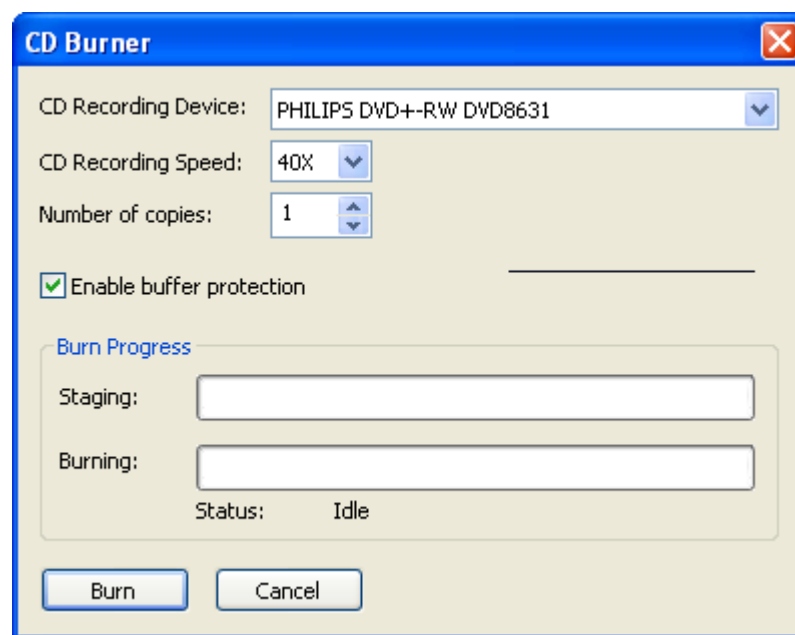 CD Burner
CD Recording Device: PHILIPS DVD+-RW DVD8631
CD Recording Speed: 40X
Number of copies: 1
Enable buffer protection
Burn Progress
Staging:
Burning:
Status: Idle
Burn Cancel